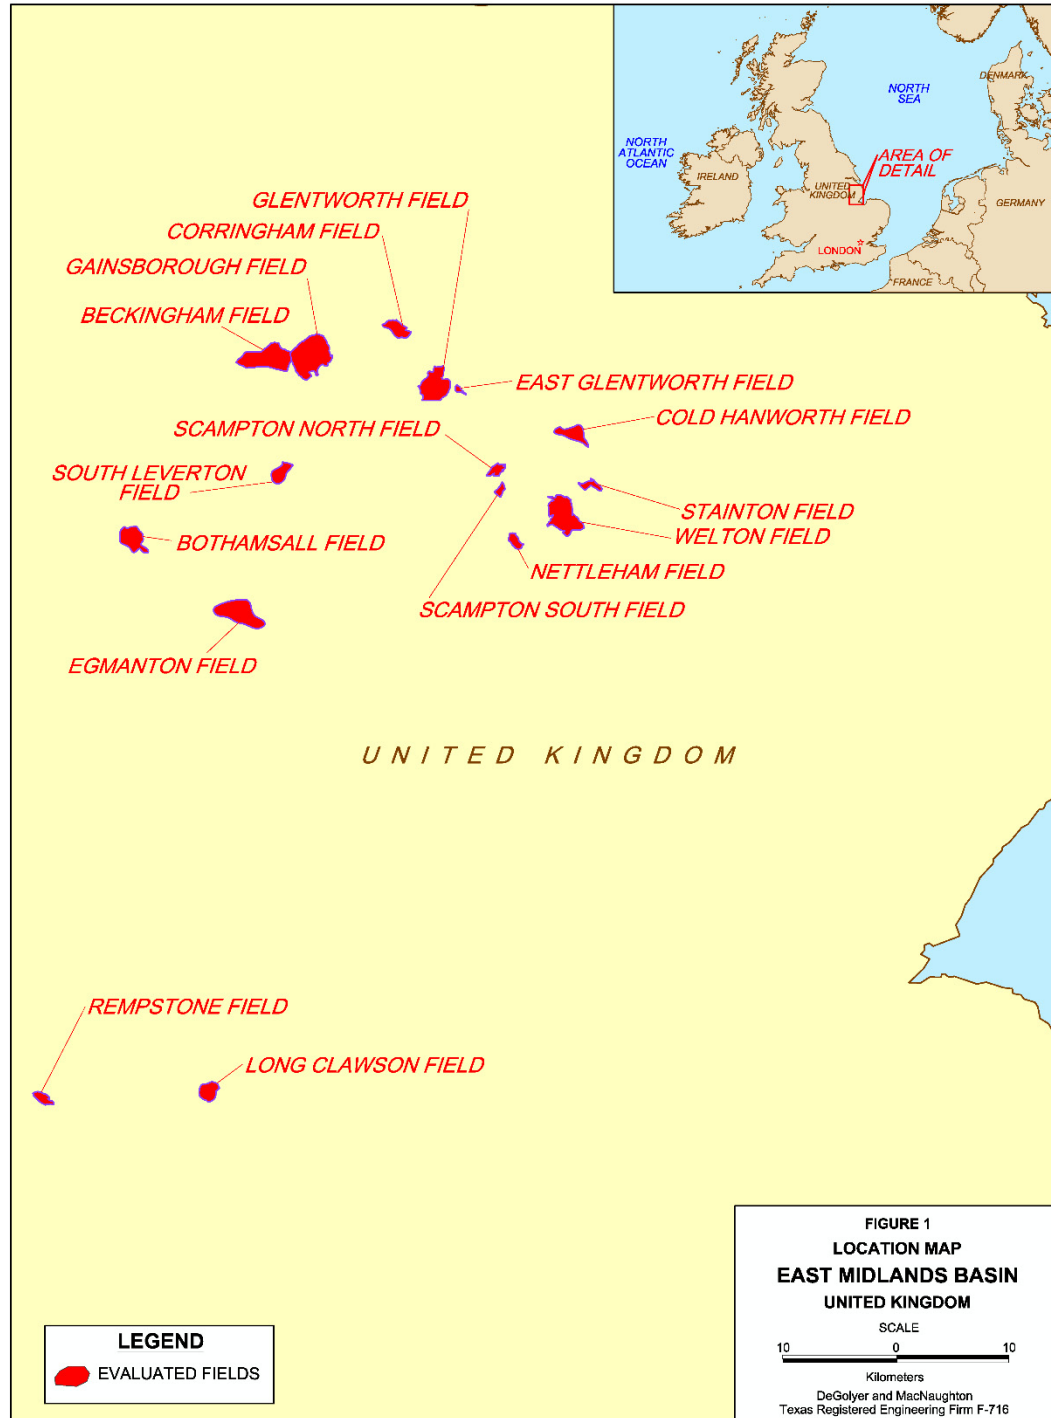 NORTH
SEA
DENMARK
NORTH
ATLANTIC
OCEAN
AREA OF
DETAIL
IRELAND
UNITED
KINGDOM
GERMANY
LONDON
FRANCE
GLENTWORTH FIELD
CORRINGHAM FIELD
GAINSBOROUGH FIELD
BECKINGHAM FIELD
EAST GLENTWORTH FIELD
COLD HANWORTH FIELD
SCAMPTON NORTH FIELD
SOUTH LEVERTON
FIELD
STAINTON FIELD
WELTON FIELD
BOTHAMSALL FIELD
NETTLEHAM FIELD
SCAMPTON SOUTH FIELD
EGMANTON FIELD
UNITED KINGDOM
REMPSTONE FIELD
LONG CLAWSON FIELD
FIGURE 1
LOCATION MAP
EAST MIDLANDS BASIN
UNITED KINGDOM
SCALE
10 0 10
Kilometers
DeGolyer and MacNaughton
Texas Registered Engineering Firm F-716
LEGEND
EVALUATED FIELDS